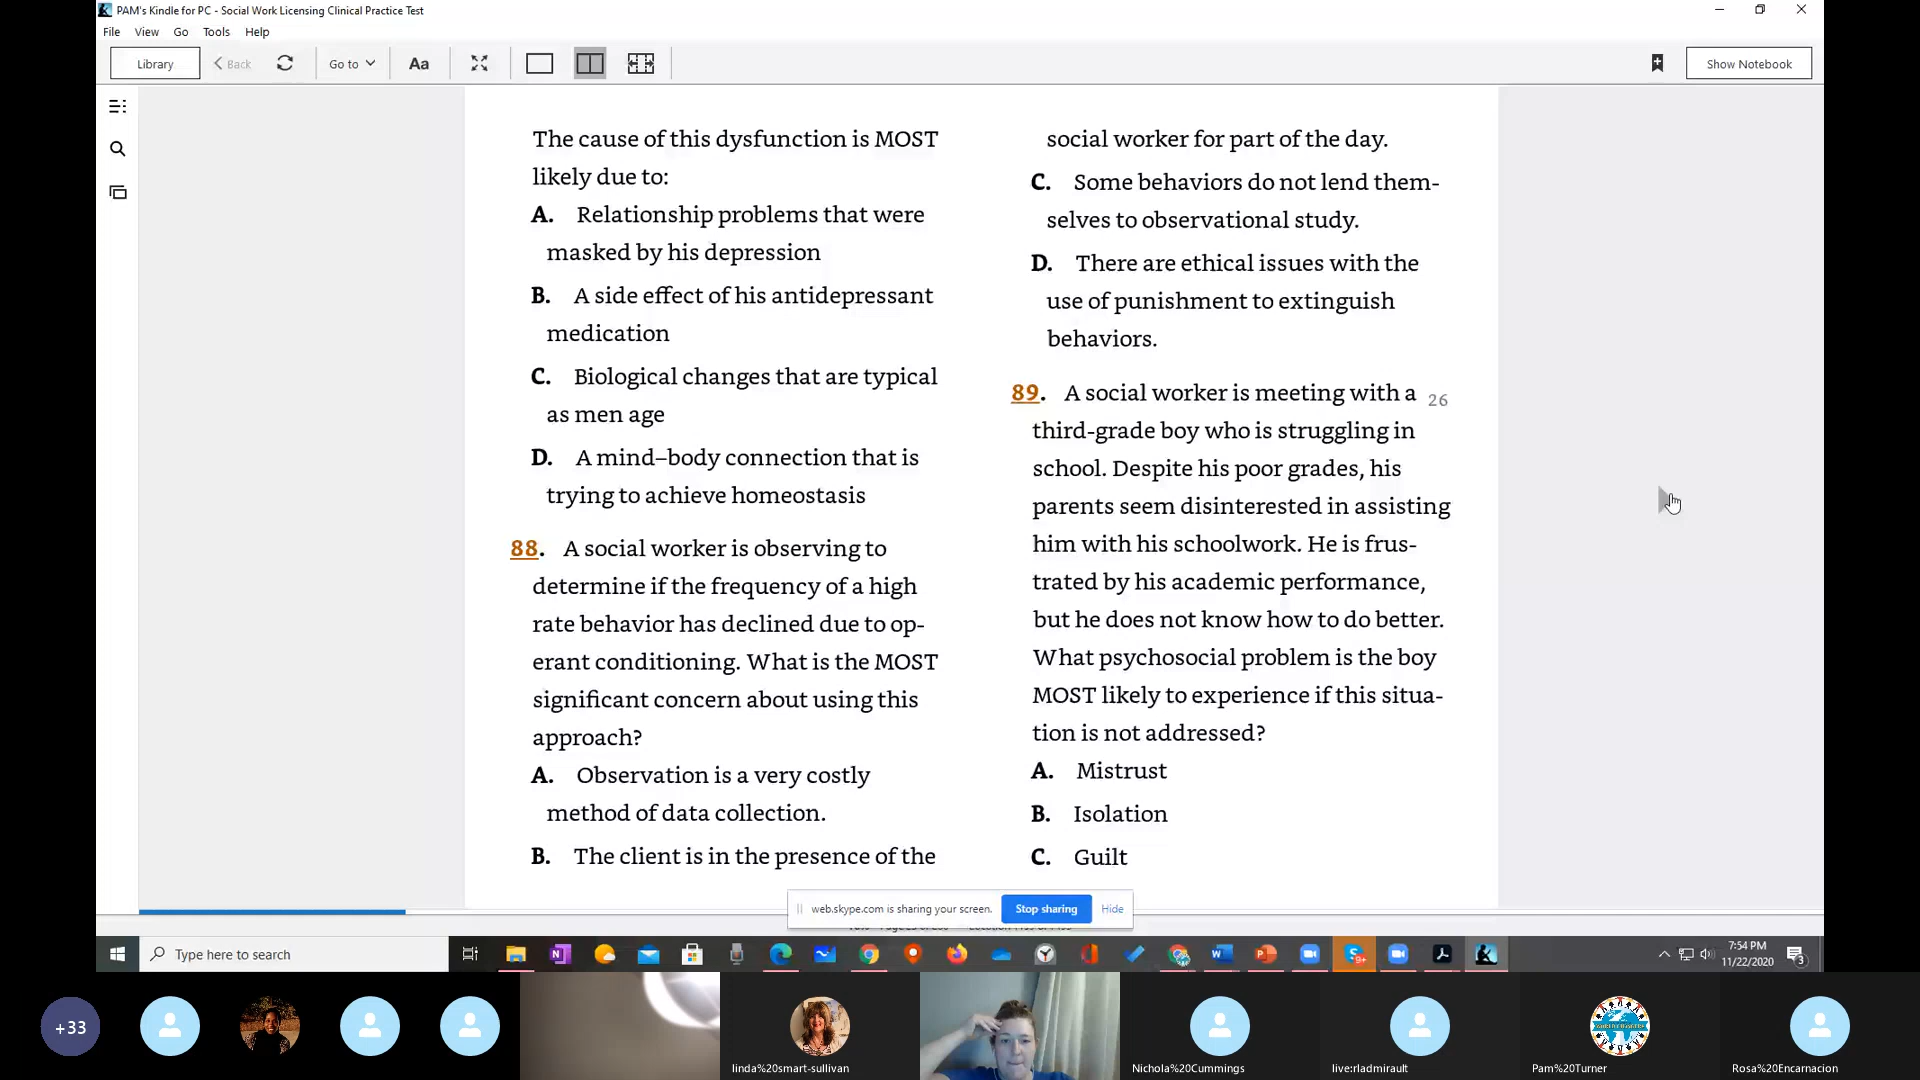 PAM's Kindle for PC - Social Work Licensing Clinical Practice Test
File View Go Tools Help
Library
Back
Go to
Aa
Show Notebook
The cause of this dysfunction is MOST
likely due to:
A. Relationship problems that were
masked by his depression
B. A side effect of his antidepressant
medication
C. Biological changes that are typical
as men age
D. A mind–body connection that is
trying to achieve homeostasis
88. A social worker is observing to
determine if the frequency of a high
rate behavior has declined due to op-
erant conditioning. What is the MOST
significant concern about using this
approach?
A. Observation is a very costly
method of data collection.
B. The client is in the presence of the
social worker for part of the day.
C. Some behaviors do not lend them-
selves to observational study.
D. There are ethical issues with the
use of punishment to extinguish
behaviors.
89. A social worker is meeting with a
26
third-grade boy who is struggling in
school. Despite his poor grades, his
parents seem disinterested in assisting
him with his schoolwork. He is frus-
trated by his academic performance,
but he does not know how to do better.
What psychosocial problem is the boy
MOST likely to experience if this situa-
tion is not addressed?
A. Mistrust
B. Isolation
C. Guilt
web.skype.com is sharing your screen.
Stop sharing
Hide
Type here to search
9+
7:54 PM
11/22/2020
3
+33
linda%20smart-sullivan
Nichola%20Cummings
live:rladmirault
Pam%20Turner
Rosa%20Encarnacion